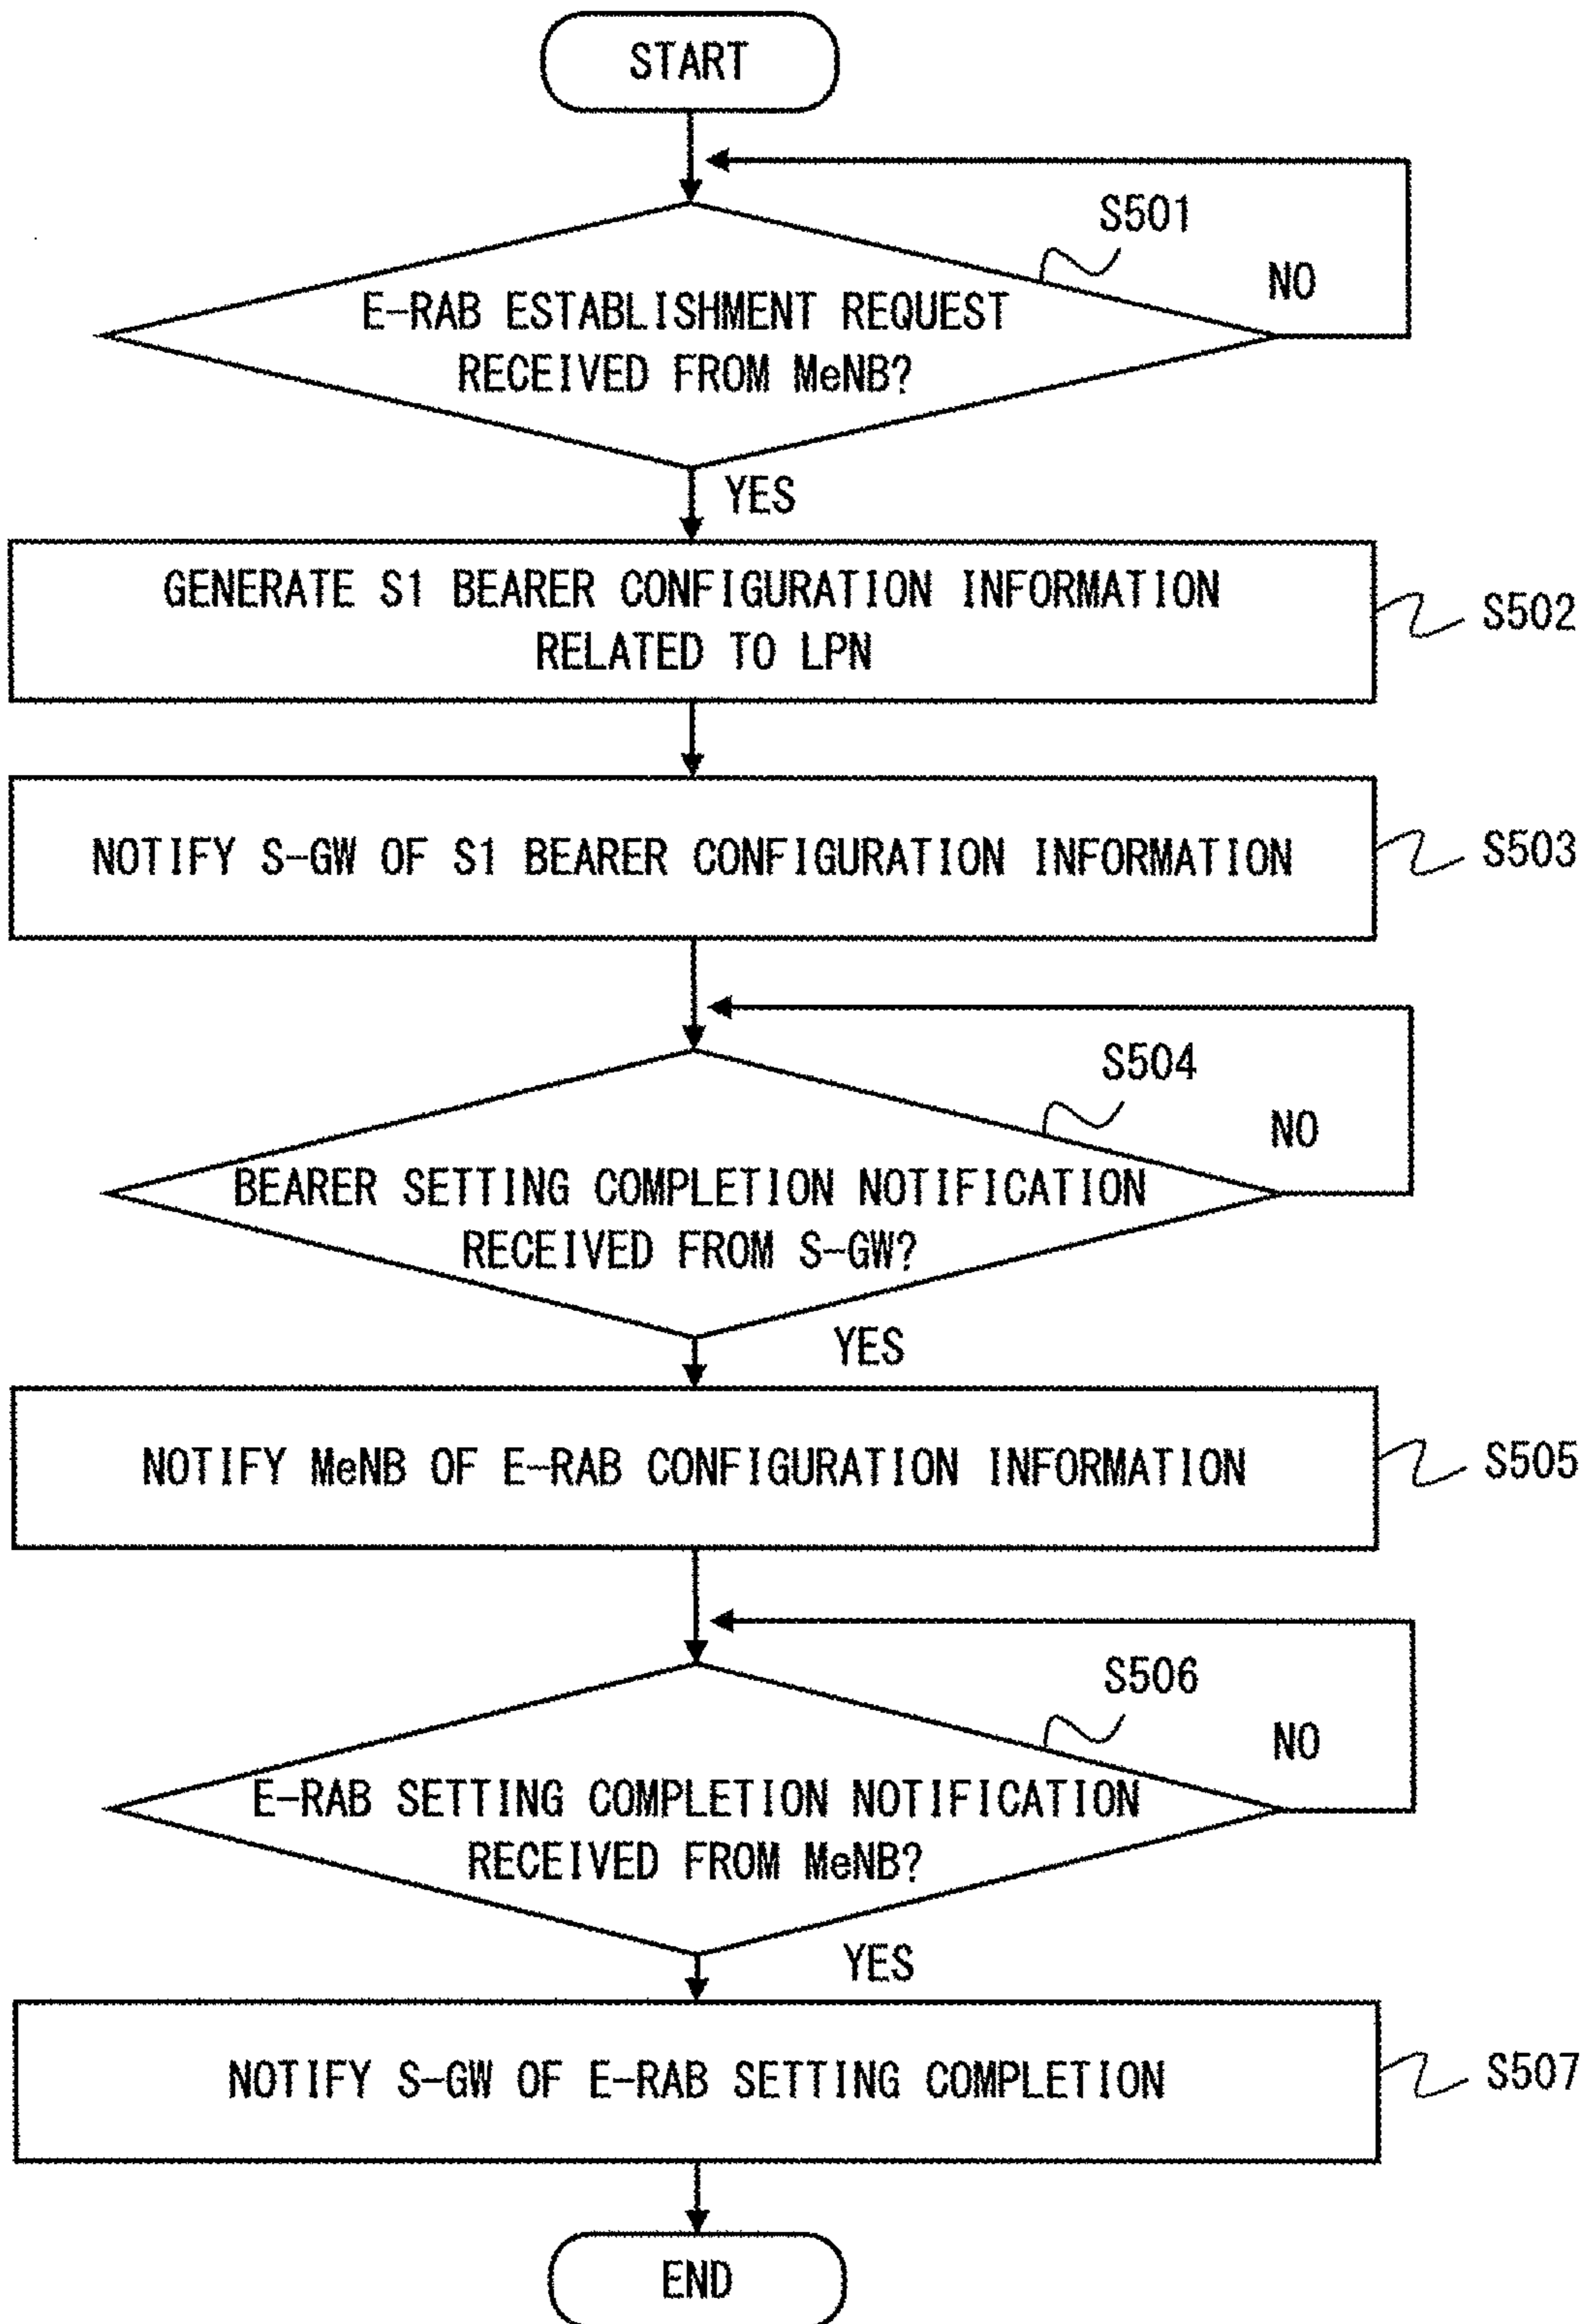 START
S501
NO
E-RAB ESTABLISHMENT REQUEST
RECEIVED FROM MeNB?
YES
GENERATE S1 BEARER CONFIGURATION INFORMATION
RELATED TO LPN
S502
NOTIFY S-GW OF S1 BEARER CONFIGURATION INFORMATION
S503
S504
NO
BEARER SETTING COMPLETION NOTIFICATION
RECEIVED FROM S-GW?
YES
NOTIFY MeNB OF E-RAB CONFIGURATION INFORMATION
S505
S506
NO
E-RAB SETTING COMPLETION NOTIFICATION
RECEIVED FROM MeNB?
YES
NOTIFY S-GW OF E-RAB SETTING COMPLETION
S507
END